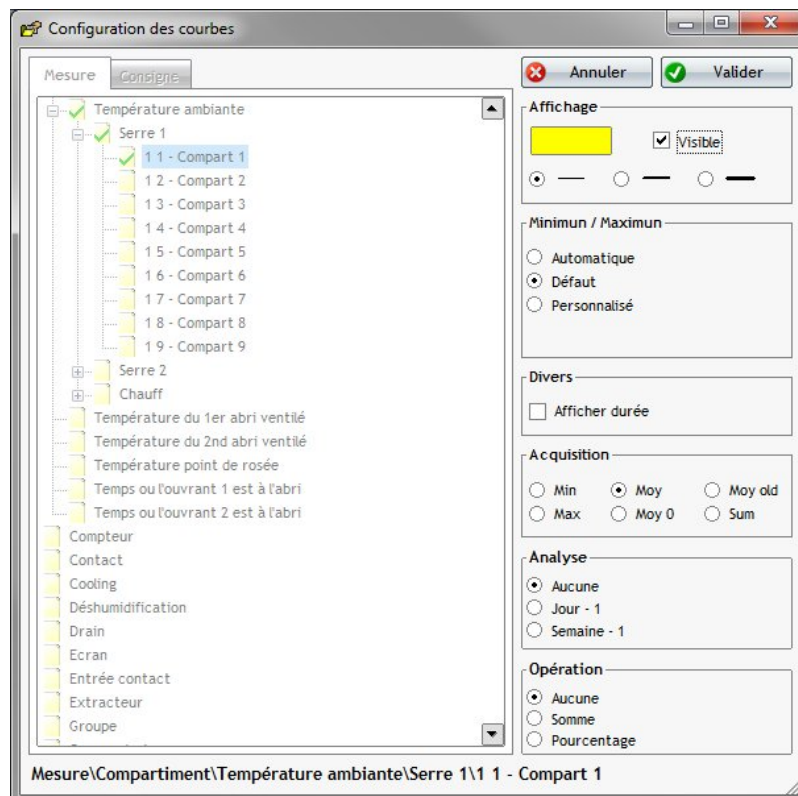 Configuration des courbes
Mesure
Consigne
Annuler
Valider
Température ambiante
Serre 1
1 1 - Compart 1
1 2 - Compart 2
1 3 - Compart 3
1 4 - Compart 4
1 5 - Compart 5
1 6 - Compart 6
1 7 - Compart 7
1 8 - Compart 8
1 9 - Compart 9
Serre 2
Chauff
Température du 1er abri ventilé
Température du 2nd abri ventilé
Température point de rosée
Temps ou l'ouvrant 1 est à l'abri
Temps ou l'ouvrant 2 est à l'abri
Compteur
Contact
Cooling
Déshumidification
Drain
Ecran
Entrée contact
Extracteur
Groupe
Affichage
Visible
Minimun / Maximun
Automatique
Défaut
Personnalisé
Divers
Afficher durée
Acquisition
Min Moy Moy old
Max Moy 0 Sum
Analyse
Aucune
Jour - 1
Semaine - 1
Opération
Aucune
Somme
Pourcentage
Mesure\Compartiment\Température ambiante\Serre 1\1 1 - Compart 1